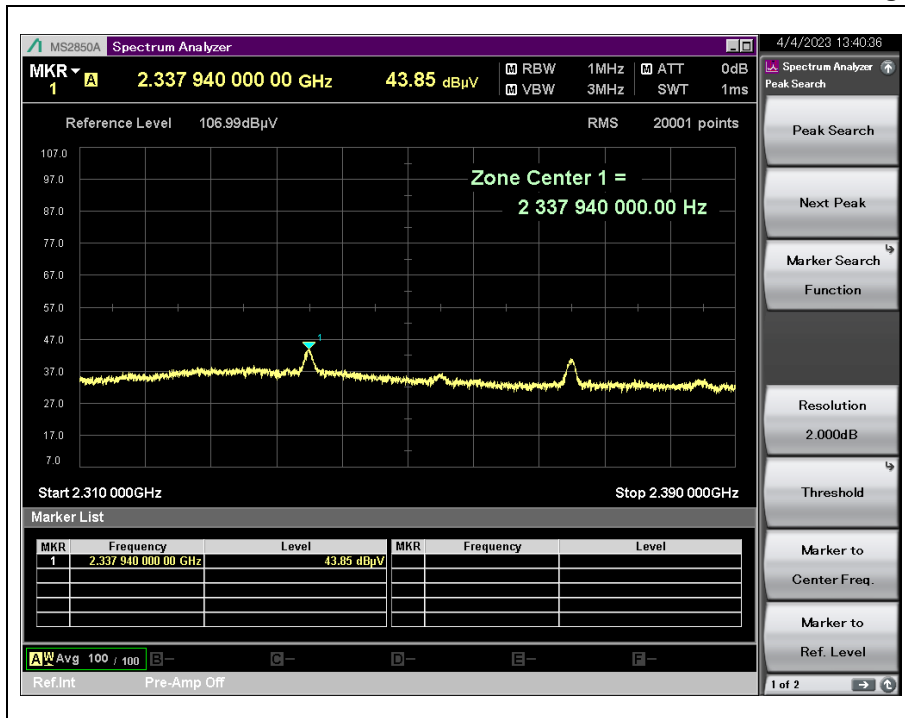 MS2850A Spectrum Analyzer
4/4/2023 13:40:36
MKR 1 A 2.337 940 000 00 GHz 43.85 dBµV
M RBW 1MHz M ATT 0dB
M VBW 3MHz SWT 1ms
Reference Level 106.99dBµV RMS 20001 points
107.0
97.0
87.0
77.0
67.0
57.0
47.0
37.0
27.0
17.0
7.0
Zone Center 1 =
2 337 940 000.00 Hz
1
Start 2.310 000GHz Stop 2.390 000GHz
Marker List
MKR Frequency Level MKR Frequency Level
1 2.337 940 000 00 GHz 43.85 dBµV
A W Avg 100 / 100 B— C— D— E— F—
Ref.Int Pre-Amp Off
Spectrum Analyzer
Peak Search
Peak Search
Next Peak
Marker Search
Function
Resolution
2.000dB
Threshold
Marker to
Center Freq.
Marker to
Ref. Level
1 of 2